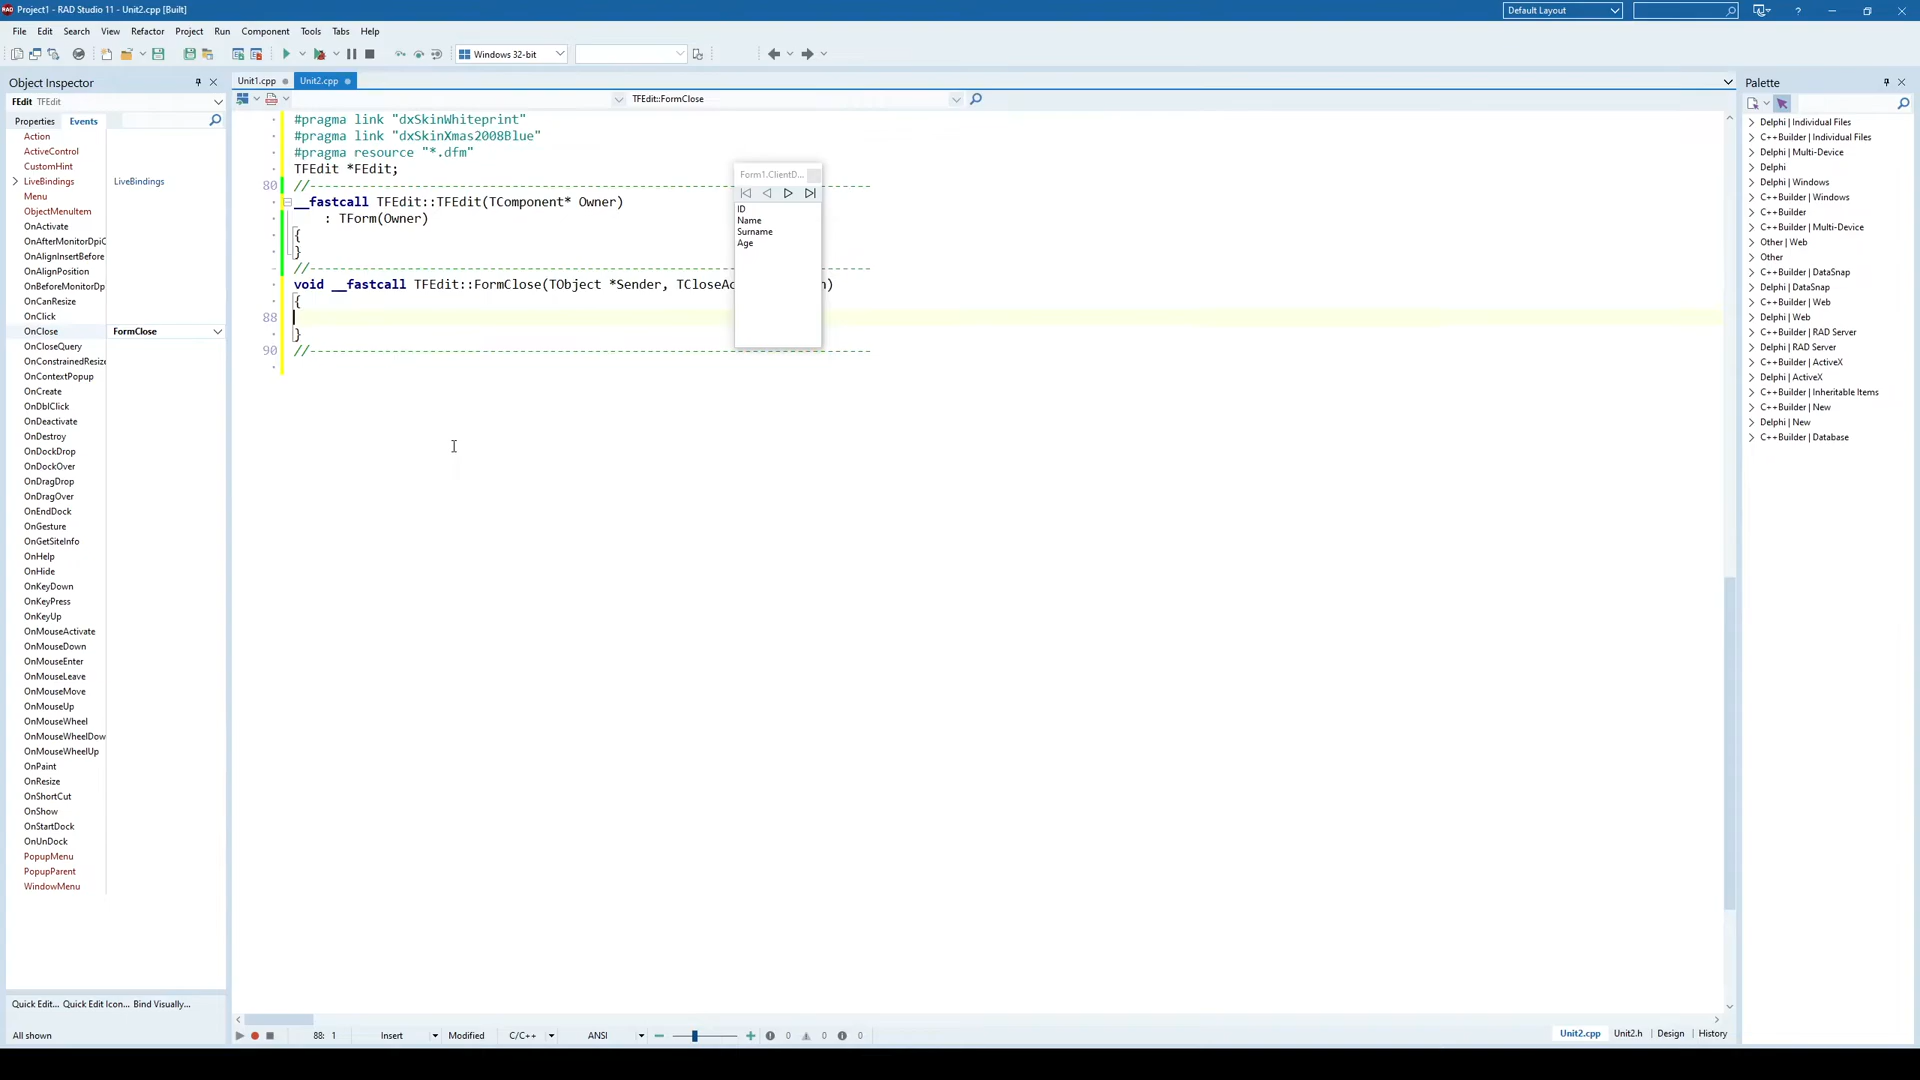 Project1 - RAD Studio 11 - Unit2.cpp [Built]
Default Layout
File Edit Search View Refactor Project Run Component Tools Tabs Help
Windows 32-bit
Object Inspector
FEdit TFEdit
Properties Events
Action
ActiveControl
CustomHint
LiveBindings LiveBindings
Menu
ObjectMenuItem
OnActivate
OnAfterMonitorDpiC
OnAlignInsertBefore
OnAlignPosition
OnBeforeMonitorDp
OnCanResize
OnClick
OnClose FormClose
OnCloseQuery
OnConstrainedResize
OnContextPopup
OnCreate
OnDblClick
OnDeactivate
OnDestroy
OnDockDrop
OnDockOver
OnDragDrop
OnDragOver
OnEndDock
OnGesture
OnGetSiteInfo
OnHelp
OnHide
OnKeyDown
OnKeyPress
OnKeyUp
OnMouseActivate
OnMouseDown
OnMouseEnter
OnMouseLeave
OnMouseMove
OnMouseUp
OnMouseWheel
OnMouseWheelDow
OnMouseWheelUp
OnPaint
OnResize
OnShortCut
OnShow
OnStartDock
OnUnDock
PopupMenu
PopupParent
WindowMenu
Quick Edit... Quick Edit Icon... Bind Visually...
All shown
Unit1.cpp Unit2.cpp
TFEdit::FormClose
#pragma link "dxSkinWhiteprint"
#pragma link "dxSkinXmas2008Blue"
#pragma resource "*.dfm"
TFEdit *FEdit;
80 //---------------------------------------------------------------------------
__fastcall TFEdit::TFEdit(TComponent* Owner)
: TForm(Owner)
{
}
//---------------------------------------------------------------------------
void __fastcall TFEdit::FormClose(TObject *Sender, TCloseAc n)
{
88
}
90 //---------------------------------------------------------------------------
Form1.ClientD...
ID
Name
Surname
Age
88: 1 Insert Modified C/C++ ANSI 0 0 0
Unit2.cpp Unit2.h Design History
Palette
Delphi | Individual Files
C++Builder | Individual Files
Delphi | Multi-Device
Delphi
Delphi | Windows
C++Builder | Windows
C++Builder
C++Builder | Multi-Device
Other | Web
Other
C++Builder | DataSnap
Delphi | DataSnap
C++Builder | Web
Delphi | Web
C++Builder | RAD Server
Delphi | RAD Server
C++Builder | ActiveX
Delphi | ActiveX
C++Builder | Inheritable Items
C++Builder | New
Delphi | New
C++Builder | Database